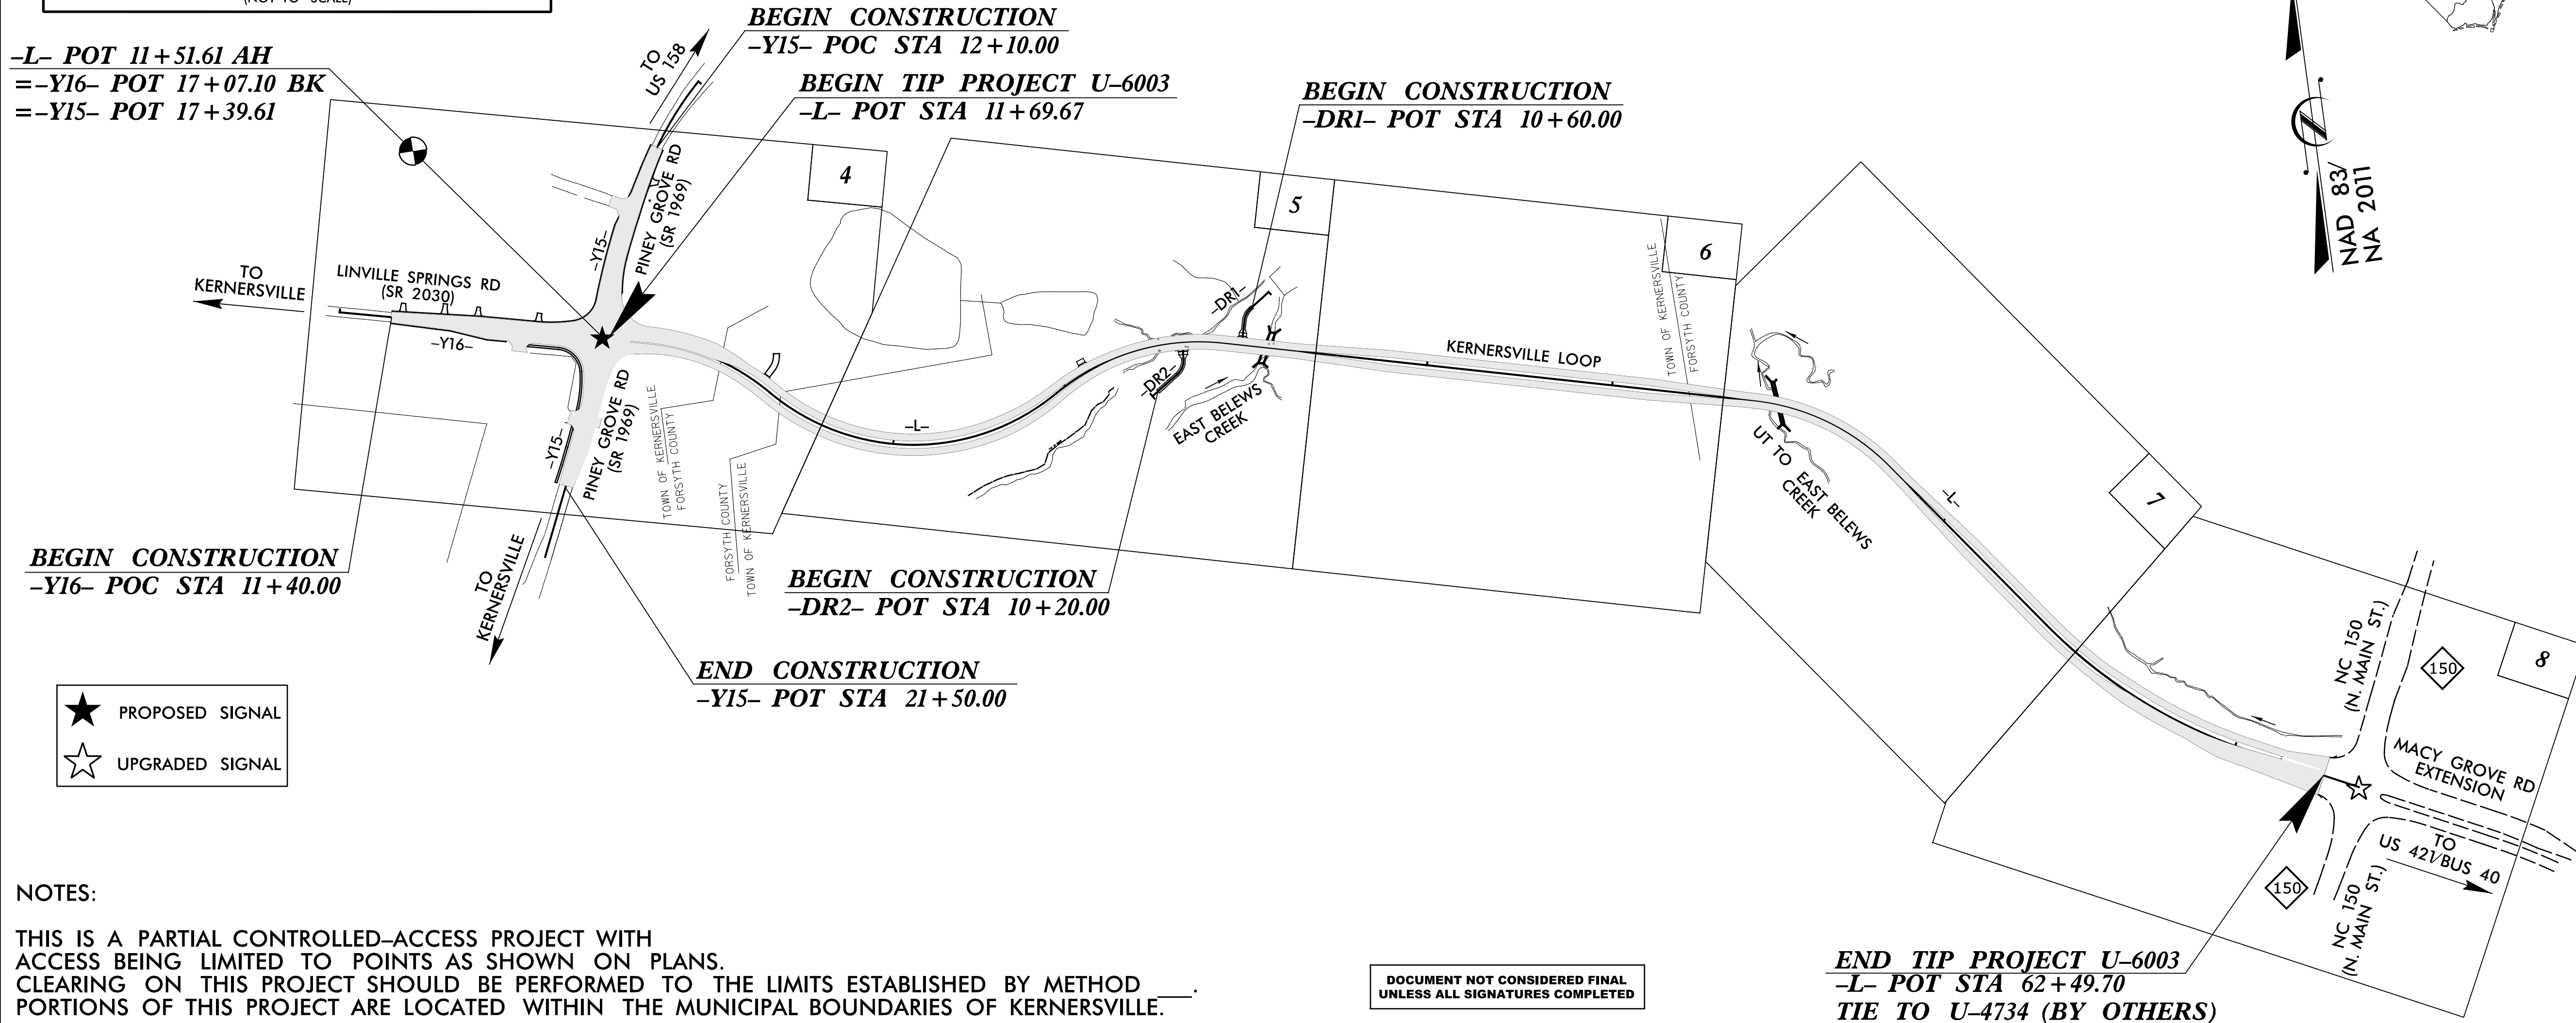 (NOT TO SCALE)
–L– POT 11+51.61 AH
=–Y16– POT 17+07.10 BK
=–Y15– POT 17+39.61
TO
US 158
BEGIN CONSTRUCTION
–Y15– POC STA 12+10.00
BEGIN TIP PROJECT U–6003
–L– POT STA 11+69.67
BEGIN CONSTRUCTION
–DR1– POT STA 10+60.00
NAD 83/
NA 2011
4
5
6
7
8
PINEY GROVE RD
(SR 1969)
–Y15–
TO
KERNERSVILLE
LINVILLE SPRINGS RD
(SR 2030)
–Y16–
–Y15–
PINEY GROVE RD
(SR 1969)
TOWN OF KERNERSVILLE
FORSYTH COUNTY
FORSYTH COUNTY
TOWN OF KERNERSVILLE
–L–
–DR1–
–DR2–
EAST BELEWS
CREEK
KERNERSVILLE LOOP
TOWN OF KERNERSVILLE
FORSYTH COUNTY
UT TO EAST BELEWS
CREEK
–L–
TO
KERNERSVILLE
BEGIN CONSTRUCTION
–Y16– POC STA 11+40.00
BEGIN CONSTRUCTION
–DR2– POT STA 10+20.00
END CONSTRUCTION
–Y15– POT STA 21+50.00
PROPOSED SIGNAL
UPGRADED SIGNAL
NC 150
(N. MAIN ST.)
150
MACY GROVE RD
EXTENSION
TO
US 421/BUS 40
150
NC 150
(N. MAIN ST.)
NOTES:
THIS IS A PARTIAL CONTROLLED–ACCESS PROJECT WITH
ACCESS BEING LIMITED TO POINTS AS SHOWN ON PLANS.
CLEARING ON THIS PROJECT SHOULD BE PERFORMED TO THE LIMITS ESTABLISHED BY METHOD ___.
PORTIONS OF THIS PROJECT ARE LOCATED WITHIN THE MUNICIPAL BOUNDARIES OF KERNERSVILLE.
DOCUMENT NOT CONSIDERED FINAL
UNLESS ALL SIGNATURES COMPLETED
END TIP PROJECT U–6003
–L– POT STA 62+49.70
TIE TO U–4734 (BY OTHERS)